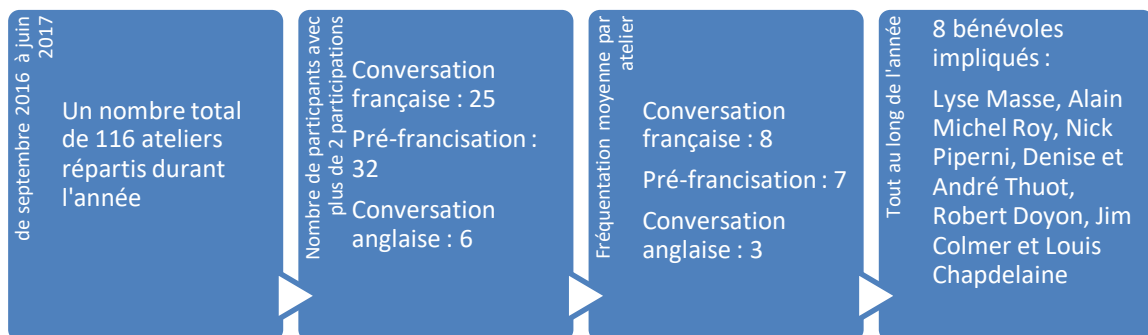 de septembre 2016 à juin
2017
Un nombre total
de 116 ateliers
répartis durant
l'année
Nombre de particpants avec
plus de 2 participations
Conversation
française : 25
Pré-francisation :
32
Conversation
anglaise : 6
Fréquentation moyenne par
atelier
Conversation
française : 8
Pré-francisation : 7
Conversation
anglaise : 3
Tout au long de l'année
8 bénévoles
impliqués :
Lyse Masse, Alain
Michel Roy, Nick
Piperni, Denise et
André Thuot,
Robert Doyon, Jim
Colmer et Louis
Chapdelaine